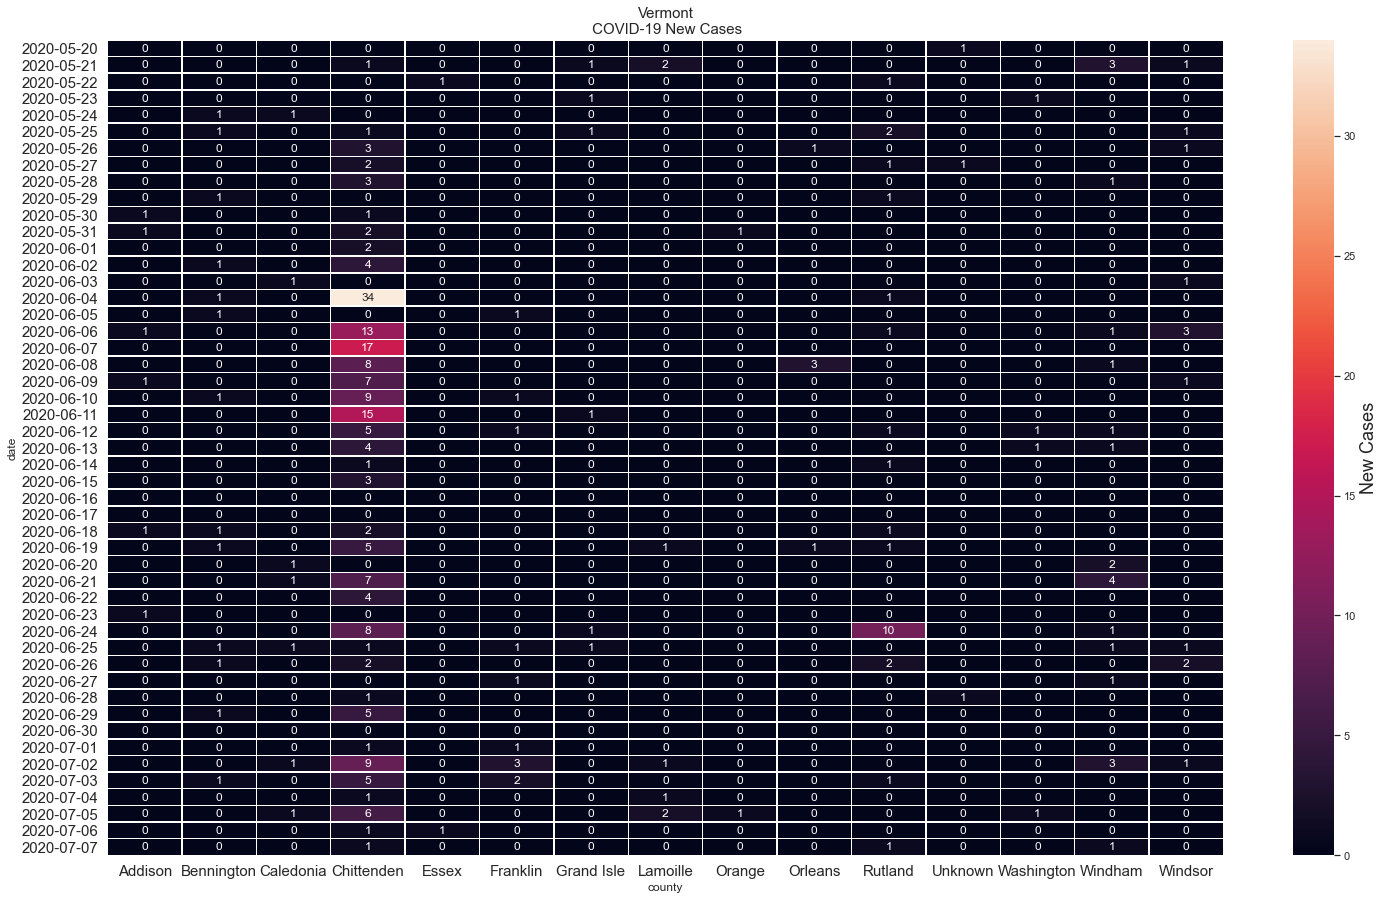 Vermont
COVID-19 New Cases
2020-05-20 0 0 0 0 0 0 0 0 0 0 0 1 0 0 0
2020-05-21 0 0 0 1 0 0 1 2 0 0 0 0 0 3 1
2020-05-22 0 0 0 0 1 0 0 0 0 0 1 0 0 0 0
2020-05-23 0 0 0 0 0 0 1 0 0 0 0 0 1 0 0
2020-05-24 0 1 1 0 0 0 0 0 0 0 0 0 0 0 0
2020-05-25 0 1 0 1 0 0 1 0 0 0 2 0 0 0 1
2020-05-26 0 0 0 3 0 0 0 0 0 1 0 0 0 0 1
2020-05-27 0 0 0 2 0 0 0 0 0 0 1 1 0 0 0
2020-05-28 0 0 0 3 0 0 0 0 0 0 0 0 0 1 0
2020-05-29 0 1 0 0 0 0 0 0 0 0 1 0 0 0 0
2020-05-30 1 0 0 1 0 0 0 0 0 0 0 0 0 0 0
2020-05-31 1 0 0 2 0 0 0 0 1 0 0 0 0 0 0
2020-06-01 0 0 0 2 0 0 0 0 0 0 0 0 0 0 0
2020-06-02 0 1 0 4 0 0 0 0 0 0 0 0 0 0 0
2020-06-03 0 0 1 0 0 0 0 0 0 0 0 0 0 0 1
2020-06-04 0 1 0 34 0 0 0 0 0 0 1 0 0 0 0
2020-06-05 0 1 0 0 0 1 0 0 0 0 0 0 0 0 0
2020-06-06 1 0 0 13 0 0 0 0 0 0 1 0 0 1 3
2020-06-07 0 0 0 17 0 0 0 0 0 0 0 0 0 0 0
2020-06-08 0 0 0 8 0 0 0 0 0 3 0 0 0 1 0
2020-06-09 1 0 0 7 0 0 0 0 0 0 0 0 0 0 1
2020-06-10 0 1 0 9 0 1 0 0 0 0 0 0 0 0 0
2020-06-11 0 0 0 15 0 0 1 0 0 0 0 0 0 0 0
2020-06-12 0 0 0 5 0 1 0 0 0 0 1 0 1 1 0
2020-06-13 0 0 0 4 0 0 0 0 0 0 0 0 1 1 0
2020-06-14 0 0 0 1 0 0 0 0 0 0 1 0 0 0 0
2020-06-15 0 0 0 3 0 0 0 0 0 0 0 0 0 0 0
2020-06-16 0 0 0 0 0 0 0 0 0 0 0 0 0 0 0
2020-06-17 0 0 0 0 0 0 0 0 0 0 0 0 0 0 0
2020-06-18 1 1 0 2 0 0 0 0 0 0 1 0 0 0 0
2020-06-19 0 1 0 5 0 0 0 1 0 1 1 0 0 0 0
2020-06-20 0 0 1 0 0 0 0 0 0 0 0 0 0 2 0
2020-06-21 0 0 1 7 0 0 0 0 0 0 0 0 0 4 0
2020-06-22 0 0 0 4 0 0 0 0 0 0 0 0 0 0 0
2020-06-23 1 0 0 0 0 0 0 0 0 0 0 0 0 0 0
2020-06-24 0 0 0 8 0 0 1 0 0 0 10 0 0 1 0
2020-06-25 0 1 1 1 0 1 1 0 0 0 0 0 0 1 1
2020-06-26 0 1 0 2 0 0 0 0 0 0 2 0 0 0 2
2020-06-27 0 0 0 0 0 1 0 0 0 0 0 0 0 1 0
2020-06-28 0 0 0 1 0 0 0 0 0 0 0 1 0 0 0
2020-06-29 0 1 0 5 0 0 0 0 0 0 0 0 0 0 0
2020-06-30 0 0 0 0 0 0 0 0 0 0 0 0 0 0 0
2020-07-01 0 0 0 1 0 1 0 0 0 0 0 0 0 0 0
2020-07-02 0 0 1 9 0 3 0 1 0 0 0 0 0 3 1
2020-07-03 0 1 0 5 0 2 0 0 0 0 1 0 0 0 0
2020-07-04 0 0 0 1 0 0 0 1 0 0 0 0 0 0 0
2020-07-05 0 0 1 6 0 0 0 2 1 0 0 0 1 0 0
2020-07-06 0 0 0 1 1 0 0 0 0 0 0 0 0 0 0
2020-07-07 0 0 0 1 0 0 0 0 0 0 1 0 0 1 0
Addison Bennington Caledonia Chittenden Essex Franklin Grand Isle Lamoille Orange Orleans Rutland Unknown Washington Windham Windsor
county
date
30
25
20
15
10
5
0
New Cases